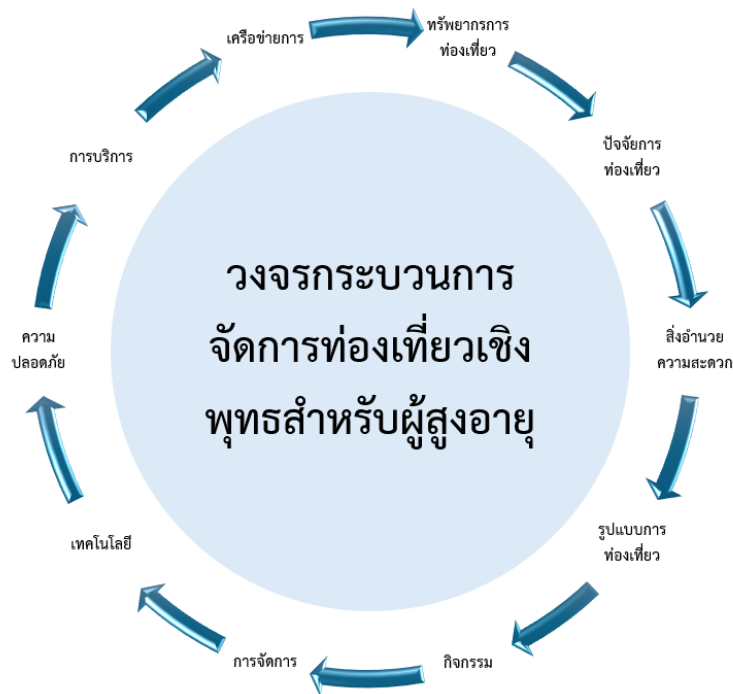 เครือข่ายการ
ทรัพยากรการ
ท่องเที่ยว
ปัจจัยการ
ท่องเที่ยว
สิ่งอำนวย
ความสะดวก
รูปแบบการ
ท่องเที่ยว
กิจกรรม
การจัดการ
เทคโนโลยี
ความ
ปลอดภัย
การบริการ
วงจรกระบวนการ
จัดการท่องเที่ยวเชิง
พุทธสำหรับผู้สูงอายุ